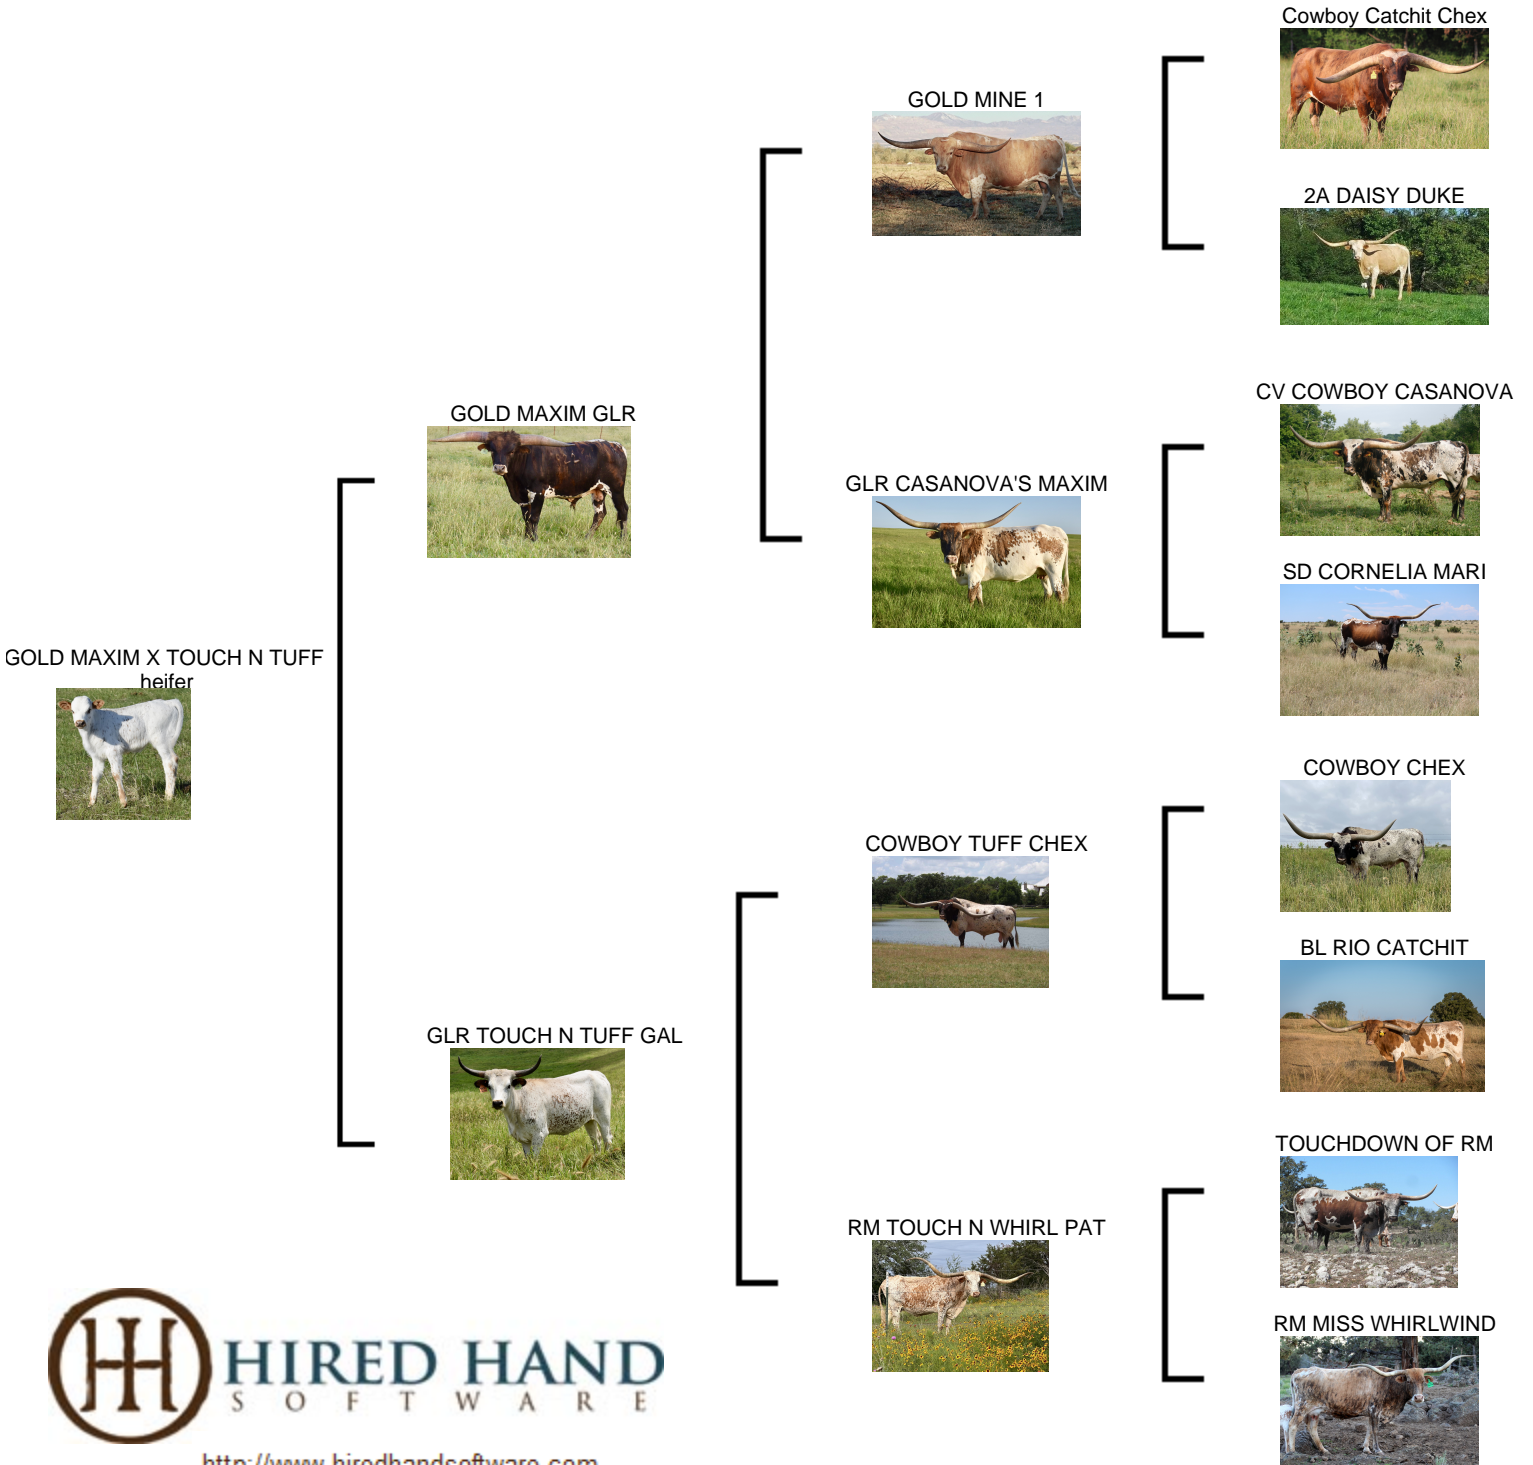 Cowboy Catchit Chex
GOLD MINE 1
2A DAISY DUKE
CV COWBOY CASANOVA
GOLD MAXIM GLR
GLR CASANOVA'S MAXIM
SD CORNELIA MARI
GOLD MAXIM X TOUCH N TUFF
heifer
COWBOY CHEX
COWBOY TUFF CHEX
BL RIO CATCHIT
GLR TOUCH N TUFF GAL
TOUCHDOWN OF RM
RM TOUCH N WHIRL PAT
RM MISS WHIRLWIND
HIRED HAND
SOFTWARE
http://www.hiredhandsoftware.com